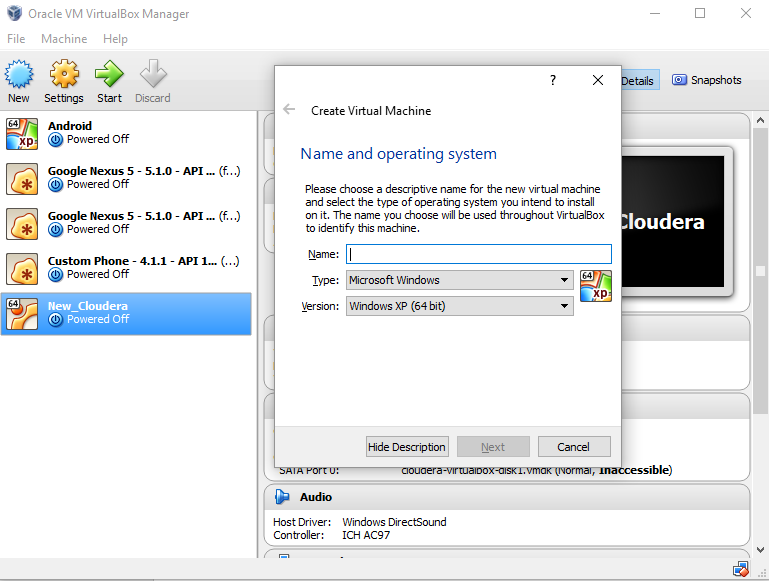 Oracle VM VirtualBox Manager
File Machine Help
New Settings Start Discard
Details Snapshots
64 XP Android
Powered Off
Google Nexus 5 - 5.1.0 - API ... (f...)
Powered Off
Google Nexus 5 - 5.1.0 - API ... (f...)
Powered Off
Custom Phone - 4.1.1 - API 1... (...)
Powered Off
64 New_Cloudera
Powered Off
?
Create Virtual Machine
Name and operating system
Please choose a descriptive name for the new virtual machine
and select the type of operating system you intend to install
on it. The name you choose will be used throughout VirtualBox
to identify this machine.
Name:
Type: Microsoft Windows
64 XP
Version: Windows XP (64 bit)
Hide Description Next Cancel
Cloudera
SATA Port 0: cloudera-virtualbox-disk1.vmdk (Normal, Inaccessible)
Audio
Host Driver: Windows DirectSound
Controller: ICH AC97